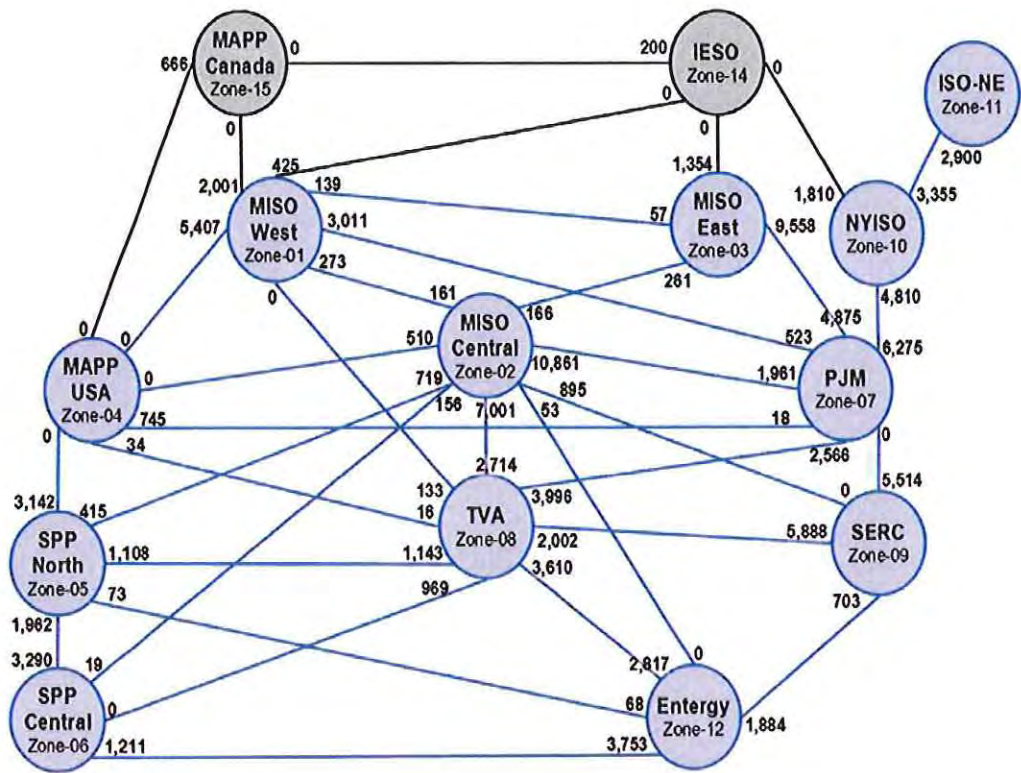 MAPP
Canada
Zone-15
666
0
0
200
IESO
Zone-14
0
0
0
ISO-NE
Zone-11
2,900
3,355
1,810
NYISO
Zone-10
4,810
6,275
425
139
2,001
5,407
MISO
West
Zone-01
3,011
273
0
1,354
57
MISO
East
Zone-03
9,558
281
161
166
510
MISO
Central
Zone-02
10,861
719
156
7,001
53
895
4,875
523
1,961
PJM
Zone-07
18
0
2,566
0
0
MAPP
USA
Zone-04
0
745
34
0
3,142
415
SPP
North
Zone-05
1,108
73
1,962
2,714
133
16
3,996
TVA
Zone-08
1,143
2,002
969
3,610
5,514
0
5,888
SERC
Zone-09
703
3,290
19
SPP
Central
Zone-06
0
1,211
2,817
0
68
Entergy
Zone-12
1,884
3,753